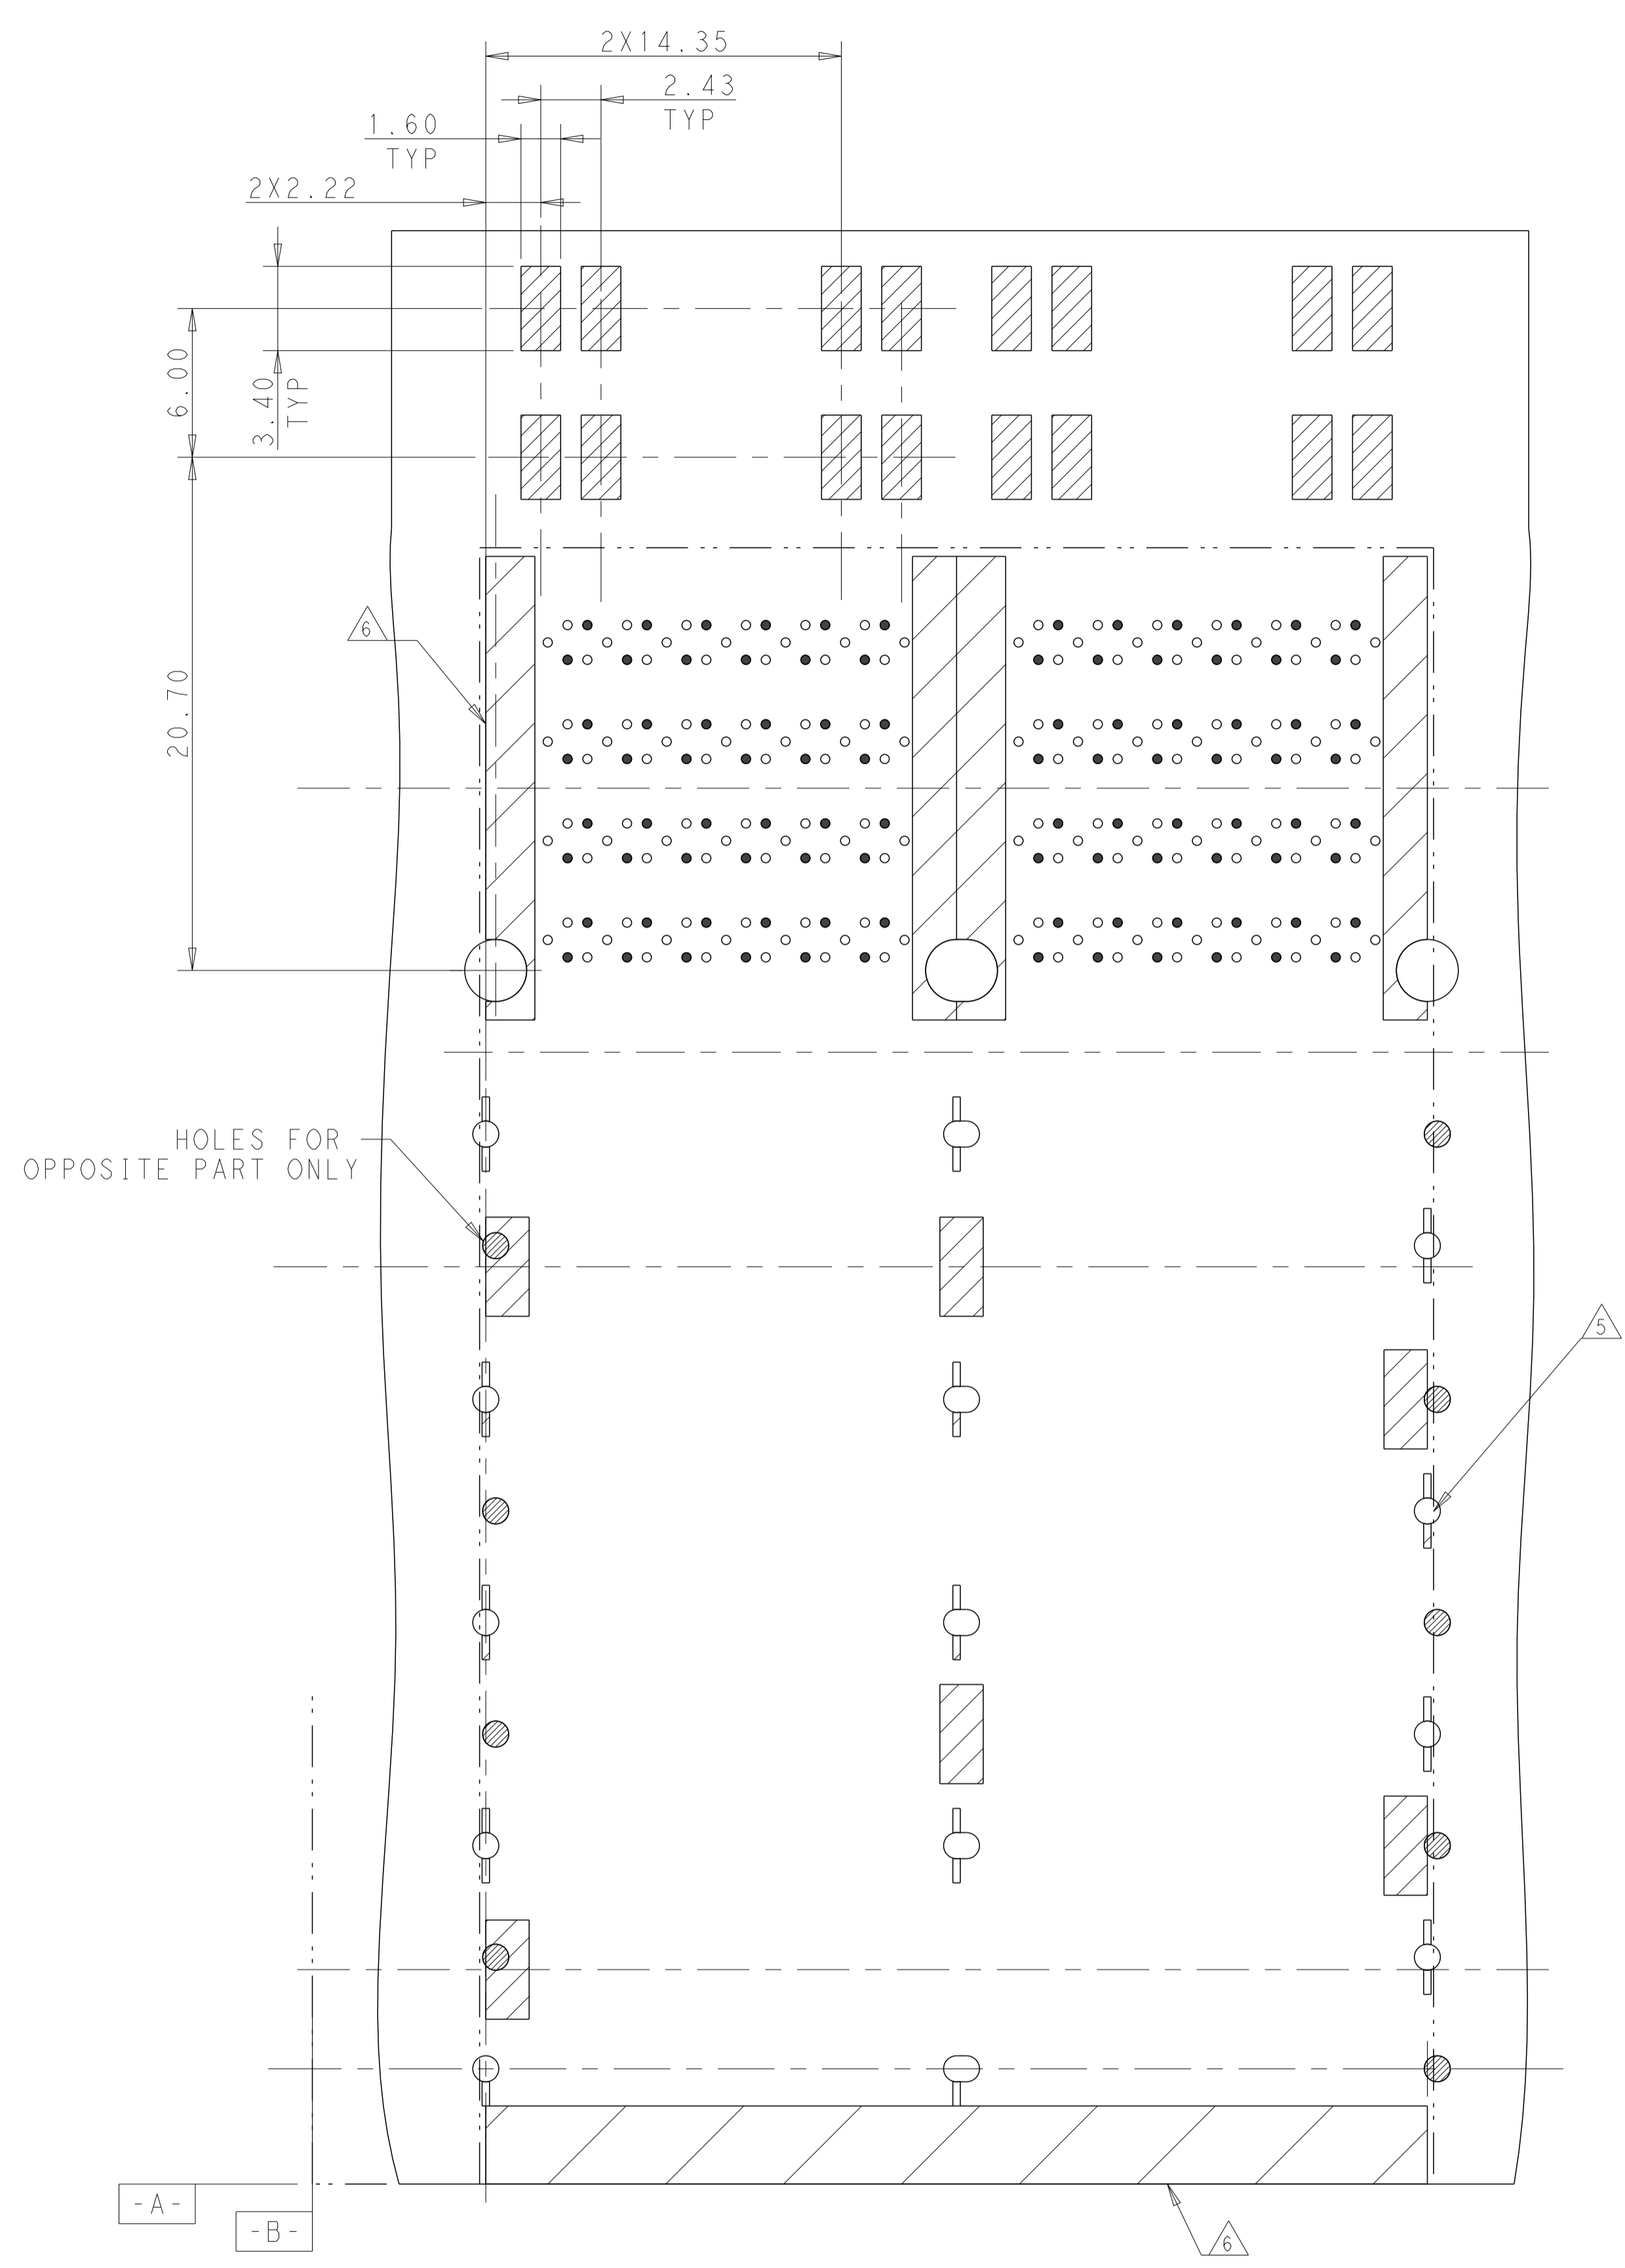 2X14.35
2.43
TYP
1.60
TYP
2X2.22
6.00
3.40
TYP
6
20.70
HOLES FOR
OPPOSITE PART ONLY
5
-A-
-B-
6